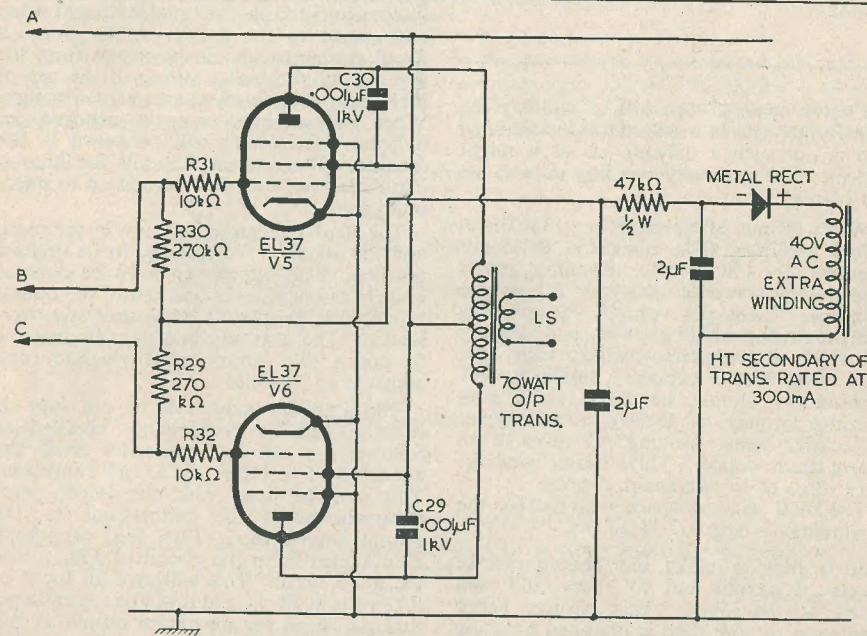 A
C30
.001μF
1kV
R31
10kΩ
R30
270kΩ
EL37
V5
B
C
47kΩ
½W
METAL RECT
- +
2μF
40V
AC
EXTRA
WINDING
LS
R29
270
kΩ
EL37
V6
70WATT
O/P
TRANS.
2μF
HT SECONDARY OF
TRANS. RATED AT
300mA
R32
10kΩ
C29
.001μF
1kV